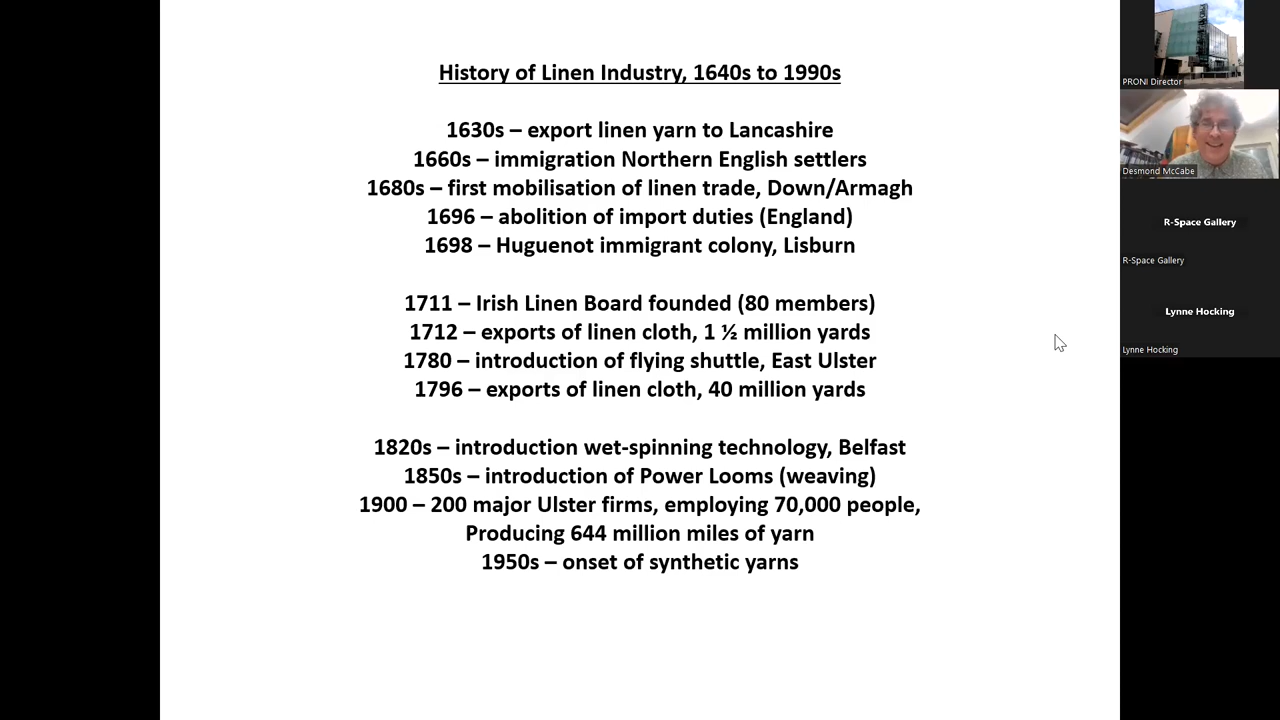 History of Linen Industry, 1640s to 1990s
1630s – export linen yarn to Lancashire
1660s – immigration Northern English settlers
1680s – first mobilisation of linen trade, Down/Armagh
1696 – abolition of import duties (England)
1698 – Huguenot immigrant colony, Lisburn
1711 – Irish Linen Board founded (80 members)
1712 – exports of linen cloth, 1 ½ million yards
1780 – introduction of flying shuttle, East Ulster
1796 – exports of linen cloth, 40 million yards
1820s – introduction wet-spinning technology, Belfast
1850s – introduction of Power Looms (weaving)
1900 – 200 major Ulster firms, employing 70,000 people,
Producing 644 million miles of yarn
1950s – onset of synthetic yarns
PRONI Director
Desmond McCabe
R-Space Gallery
R-Space Gallery
Lynne Hocking
Lynne Hocking